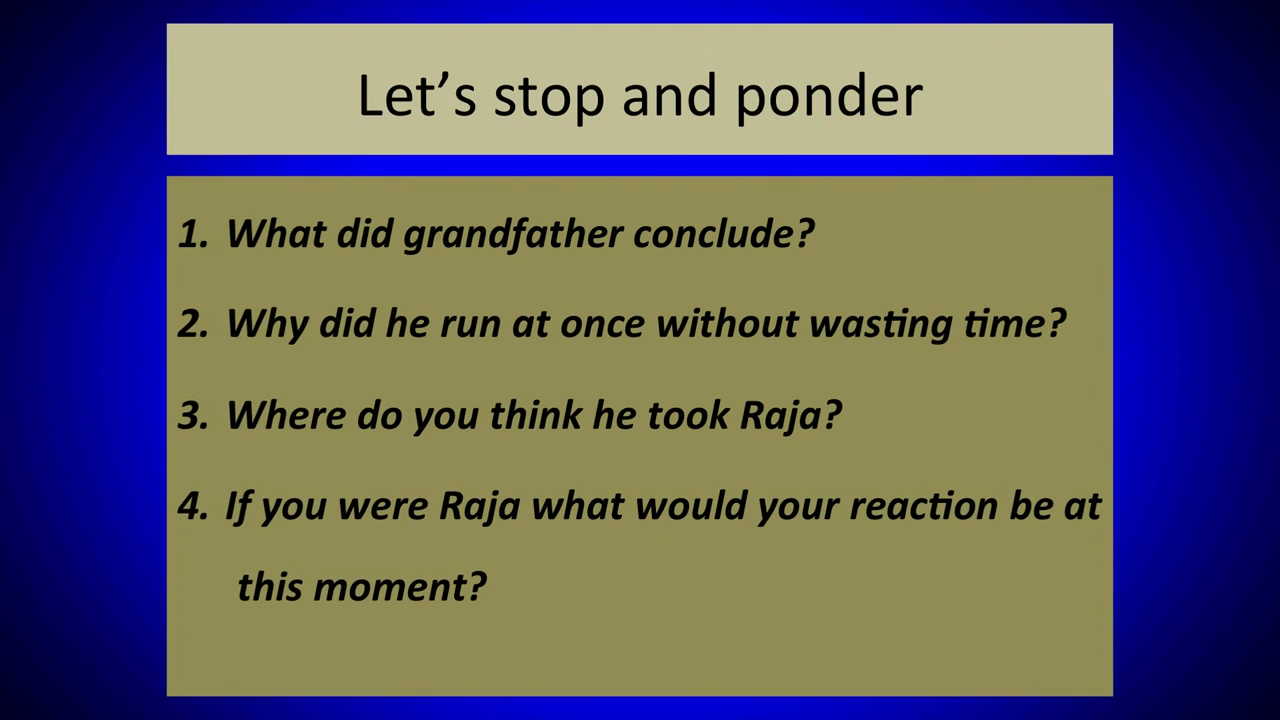 Let’s stop and ponder
1. What did grandfather conclude?
2. Why did he run at once without wasting time?
3. Where do you think he took Raja?
4. If you were Raja what would your reaction be at
this moment?